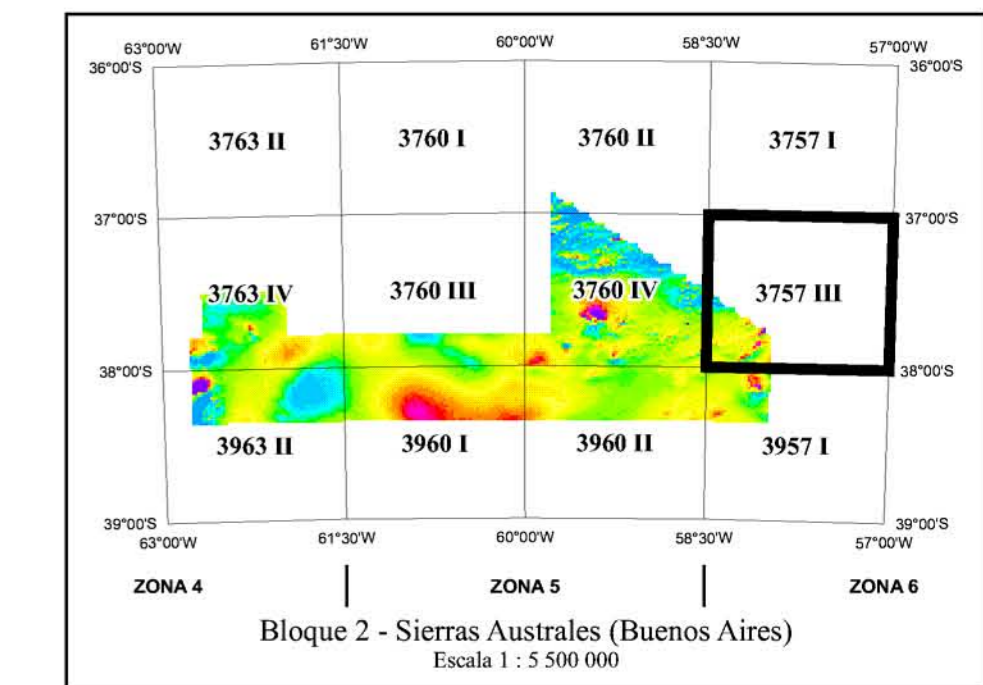 63°00'W 61°30'W 60°00'W 58°30'W 57°00'W
36°00'S 36°00'S
3763 II 3760 I 3760 II 3757 I
37°00'S 37°00'S
3763 IV 3760 III 3760 IV 3757 III
38°00'S 38°00'S
3963 II 3960 I 3960 II 3957 I
39°00'S 39°00'S
63°00'W 61°30'W 60°00'W 58°30'W 57°00'W
ZONA 4 ZONA 5 ZONA 6
Bloque 2 - Sierras Australes (Buenos Aires)
Escala 1 : 5 500 000